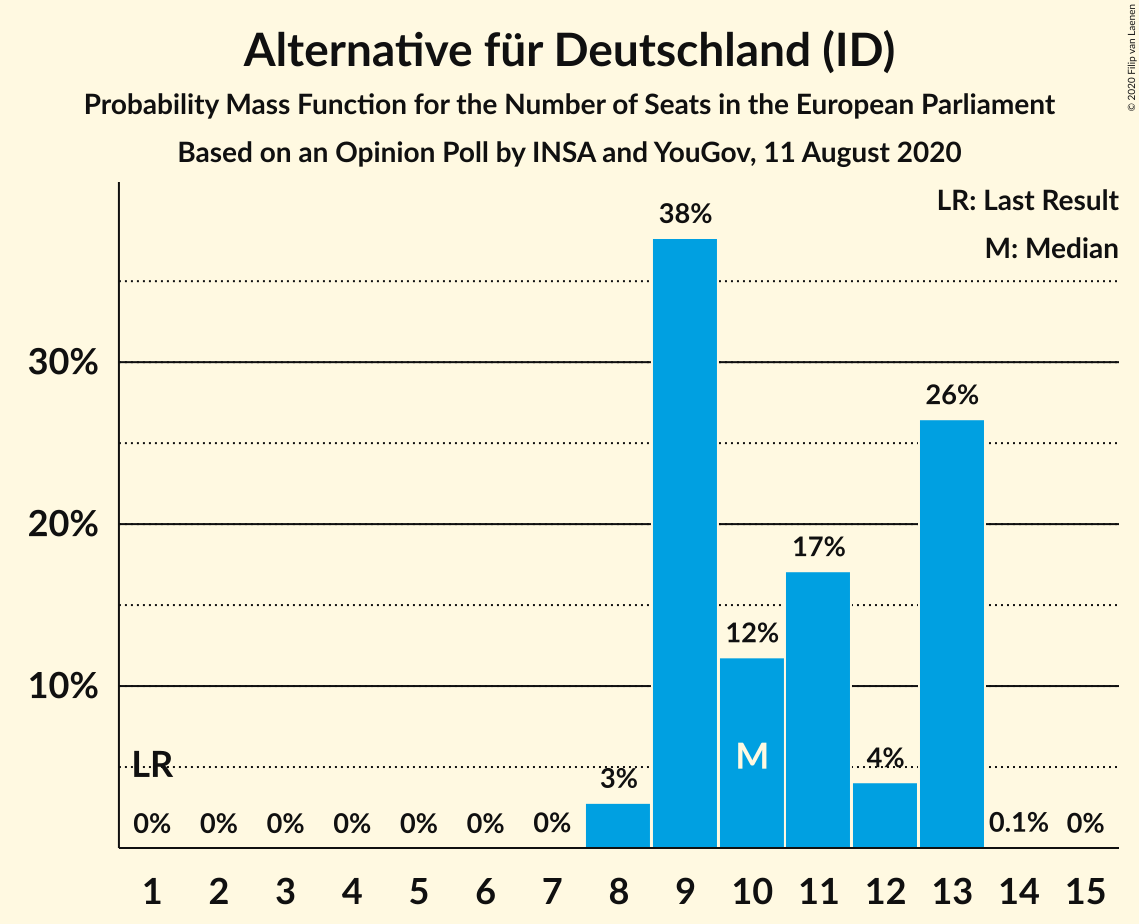 Alternative für Deutschland (ID)
Probability Mass Function for the Number of Seats in the European Parliament
Based on an Opinion Poll by INSA and YouGov, 11 August 2020
© 2020 Filip van Laenen
LR: Last Result
M: Median
38%
30%
26%
20%
17%
12%
10%
LR
M
4%
3%
0% 0% 0% 0% 0% 0% 0% 0.1% 0%
1 2 3 4 5 6 7 8 9 10 11 12 13 14 15